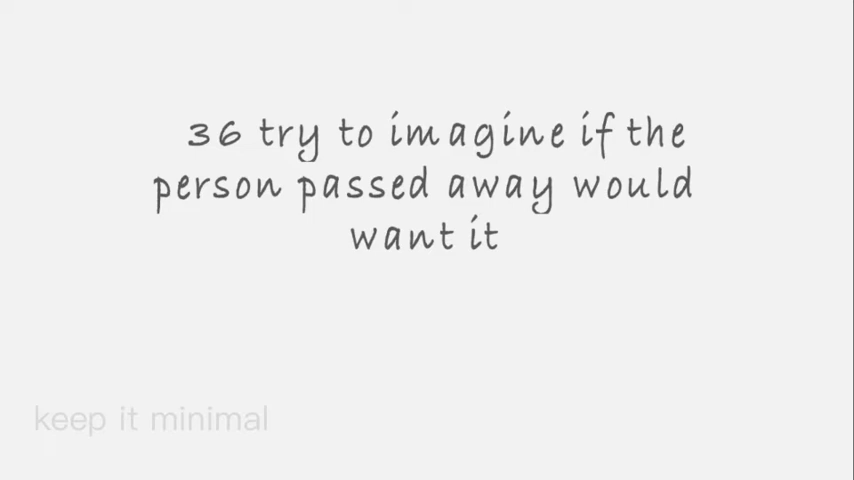 36 try to imagine if the
person passed away would
want it
keep it minimal